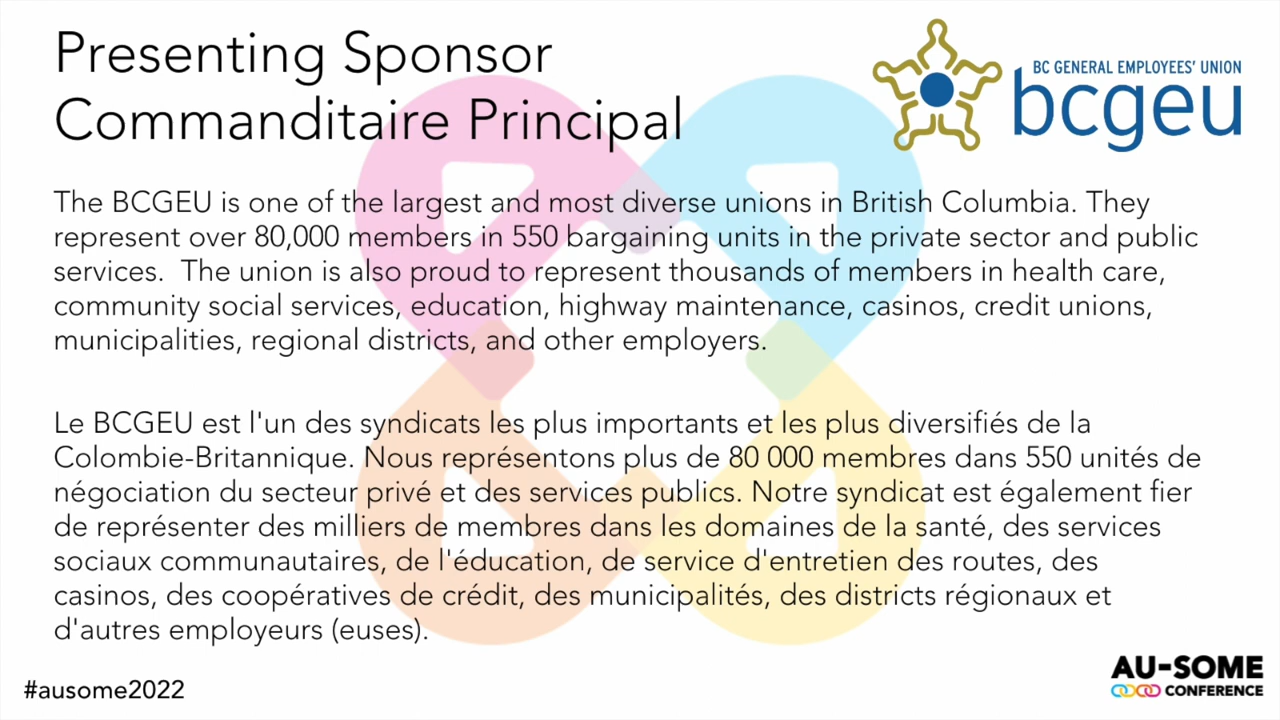 Presenting Sponsor
Commanditaire Principal
BC GENERAL EMPLOYEES' UNION
bcgeu
The BCGEU is one of the largest and most diverse unions in British Columbia. They
represent over 80,000 members in 550 bargaining units in the private sector and public
services.  The union is also proud to represent thousands of members in health care,
community social services, education, highway maintenance, casinos, credit unions,
municipalities, regional districts, and other employers.
Le BCGEU est l'un des syndicats les plus importants et les plus diversifiés de la
Colombie-Britannique. Nous représentons plus de 80 000 membres dans 550 unités de
négociation du secteur privé et des services publics. Notre syndicat est également fier
de représenter des milliers de membres dans les domaines de la santé, des services
sociaux communautaires, de l'éducation, de service d'entretien des routes, des
casinos, des coopératives de crédit, des municipalités, des districts régionaux et
d'autres employeurs (euses).
#ausome2022
AU-SOME
CONFERENCE